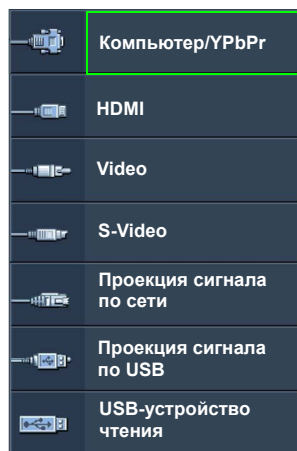 Компьютер/YPbPr
HDMI
Video
S-Video
Проекция сигнала
по сети
Проекция сигнала
по USB
USB-устройство
чтения